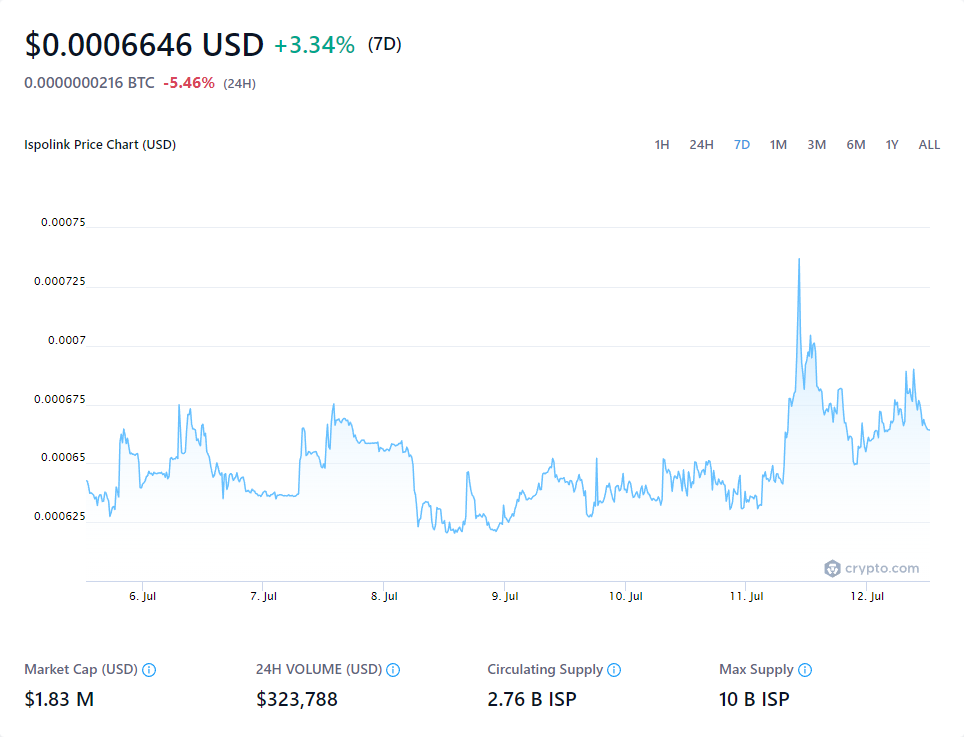 $0.0006646 USD +3.34% (7D)
0.0000000216 BTC -5.46% (24H)
Ispolink Price Chart (USD) 1H 24H 7D 1M 3M 6M 1Y ALL
0.00075
0.000725
0.0007
0.000675
0.00065
0.000625
crypto.com
6. Jul 7. Jul 8. Jul 9. Jul 10. Jul 11. Jul 12. Jul
Market Cap (USD) 24H VOLUME (USD) Circulating Supply Max Supply
$1.83 M $323,788 2.76 B ISP 10 B ISP